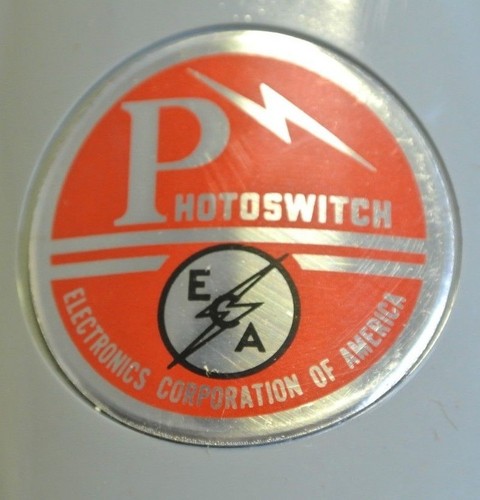 PHOTOSWITCH
E C A
ELECTRONICS CORPORATION OF AMERICA